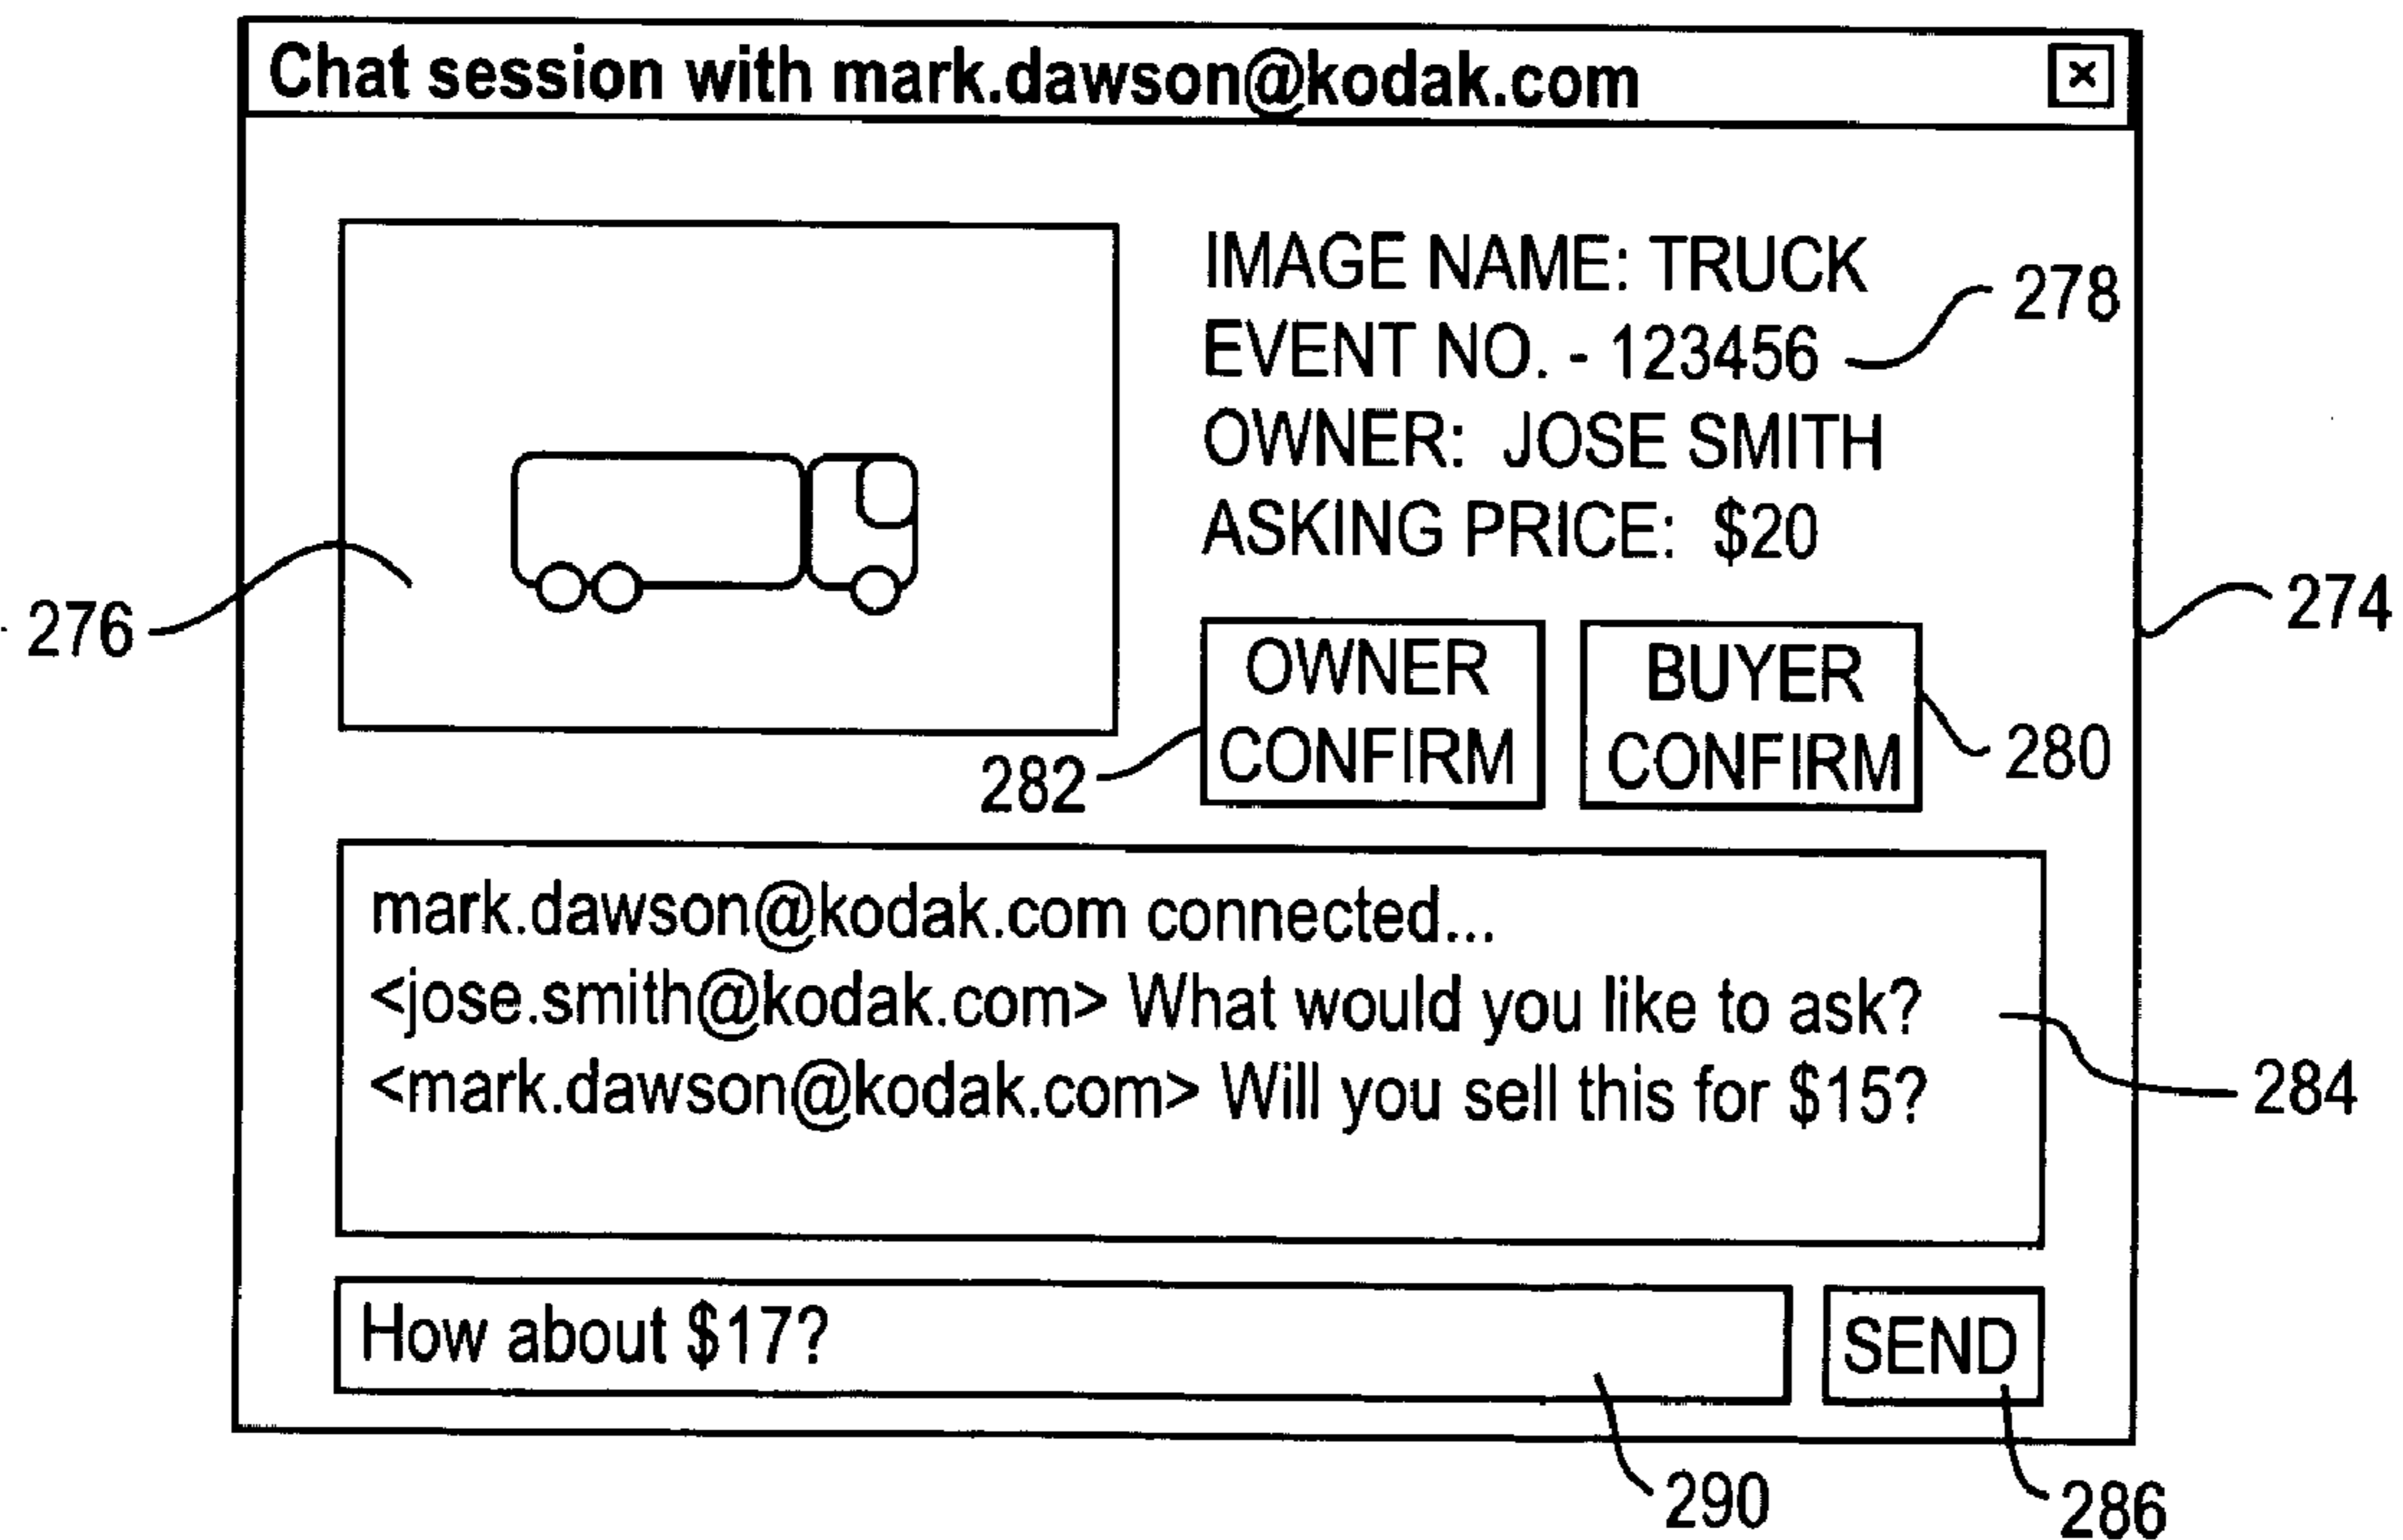 Chat session with mark.dawson@kodak.com
x
IMAGE NAME: TRUCK
278
EVENT NO. - 123456
OWNER: JOSE SMITH
ASKING PRICE: $20
276
274
OWNER
CONFIRM
BUYER
CONFIRM
282
280
mark.dawson@kodak.com connected...
<jose.smith@kodak.com> What would you like to ask?
<mark.dawson@kodak.com> Will you sell this for $15?
284
How about $17?
SEND
290
286